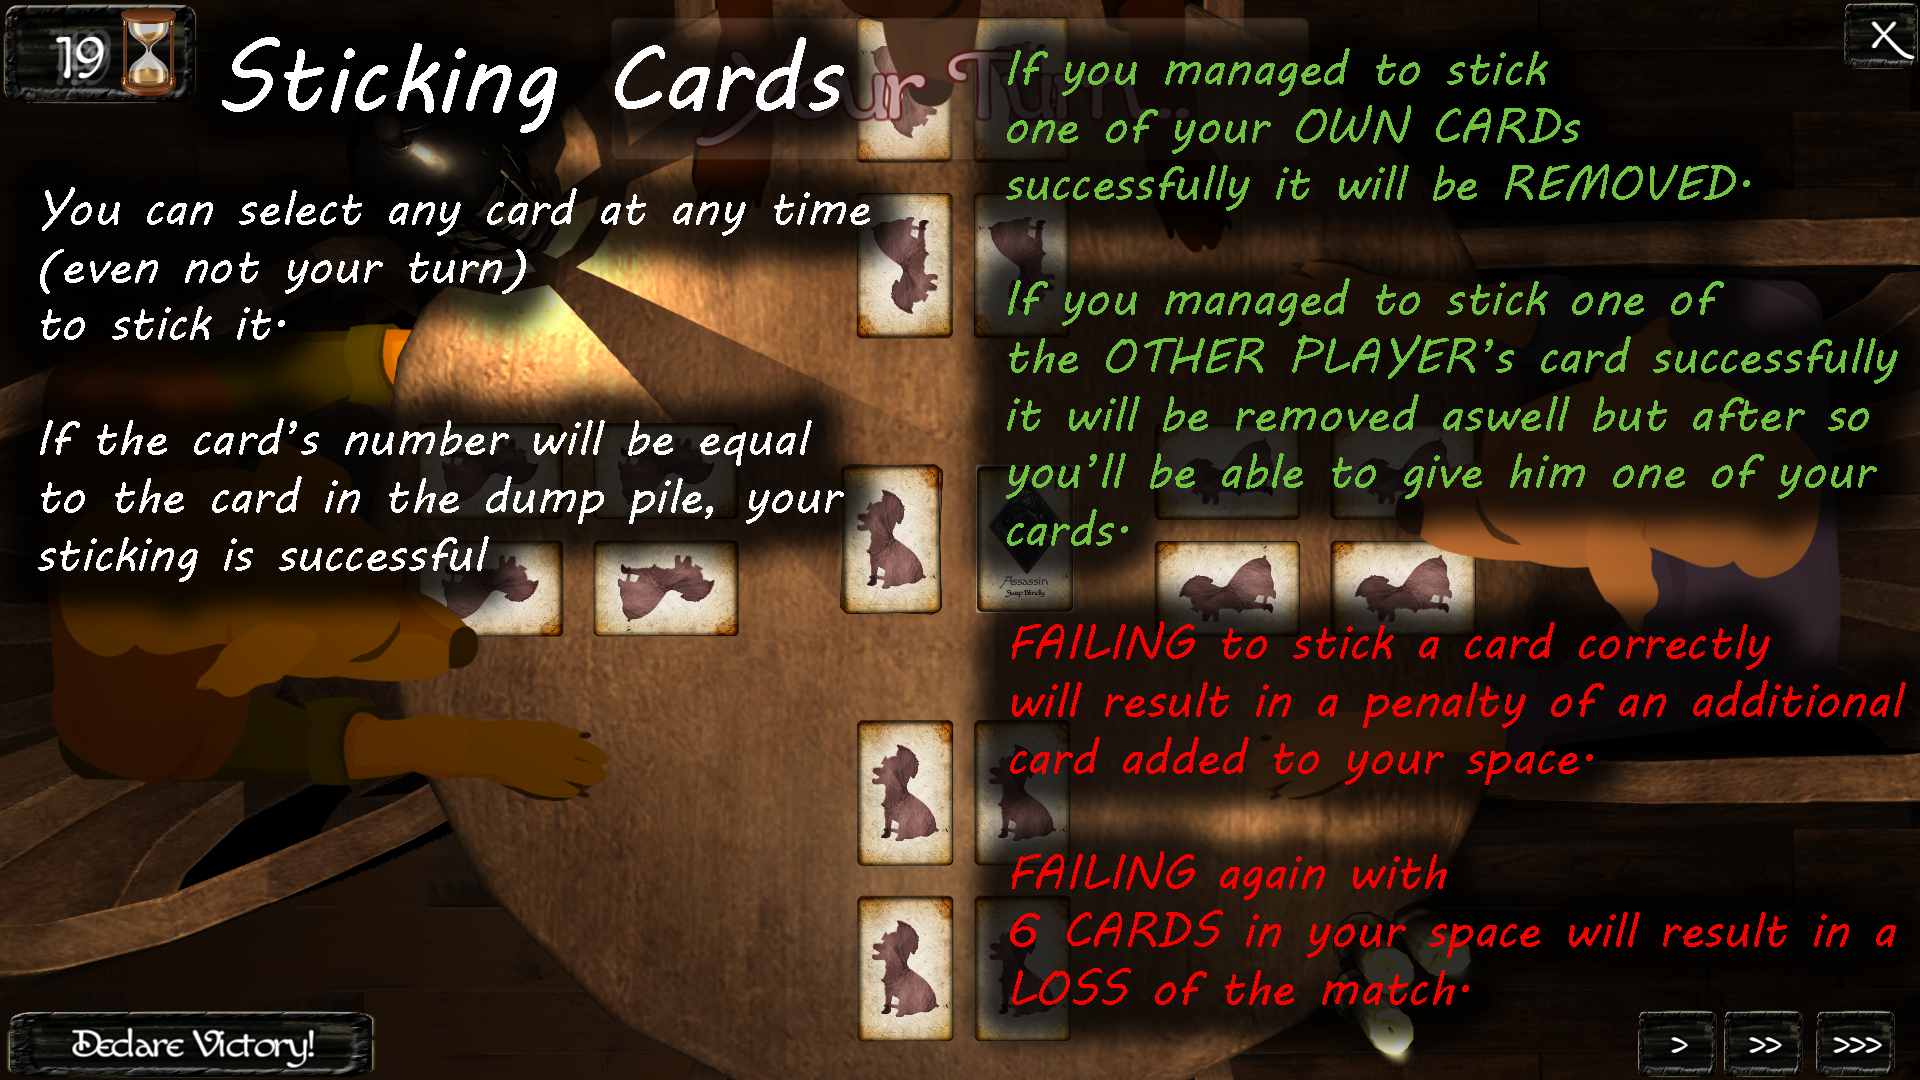 19
Sticking Cards
You can select any card at any time
(even not your turn)
to stick it.
If the card's number will be equal
to the card in the dump pile, your
sticking is successful
Your Turn..
If you managed to stick
one of your OWN CARDs
successfully it will be REMOVED.
If you managed to stick one of
the OTHER PLAYER's card successfully
it will be removed aswell but after so
you'll be able to give him one of your
cards.
Assassin
Swap Blindly
FAILING to stick a card correctly
will result in a penalty of an additional
card added to your space.
FAILING again with
6 CARDS in your space will result in a
LOSS of the match.
X
Declare Victory!
>
>>
>>>